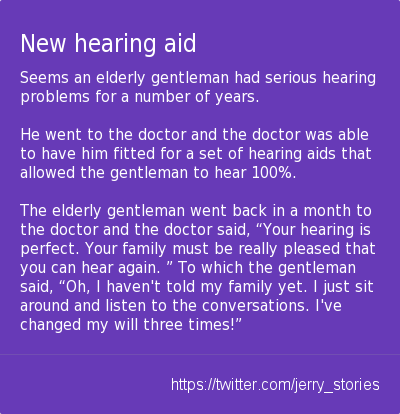 New hearing aid
Seems an elderly gentleman had serious hearing
problems for a number of years.
He went to the doctor and the doctor was able
to have him fitted for a set of hearing aids that
allowed the gentleman to hear 100%.
The elderly gentleman went back in a month to
the doctor and the doctor said, “Your hearing is
perfect. Your family must be really pleased that
you can hear again. ” To which the gentleman
said, “Oh, I haven't told my family yet. I just sit
around and listen to the conversations. I've
changed my will three times!”
https://twitter.com/jerry_stories